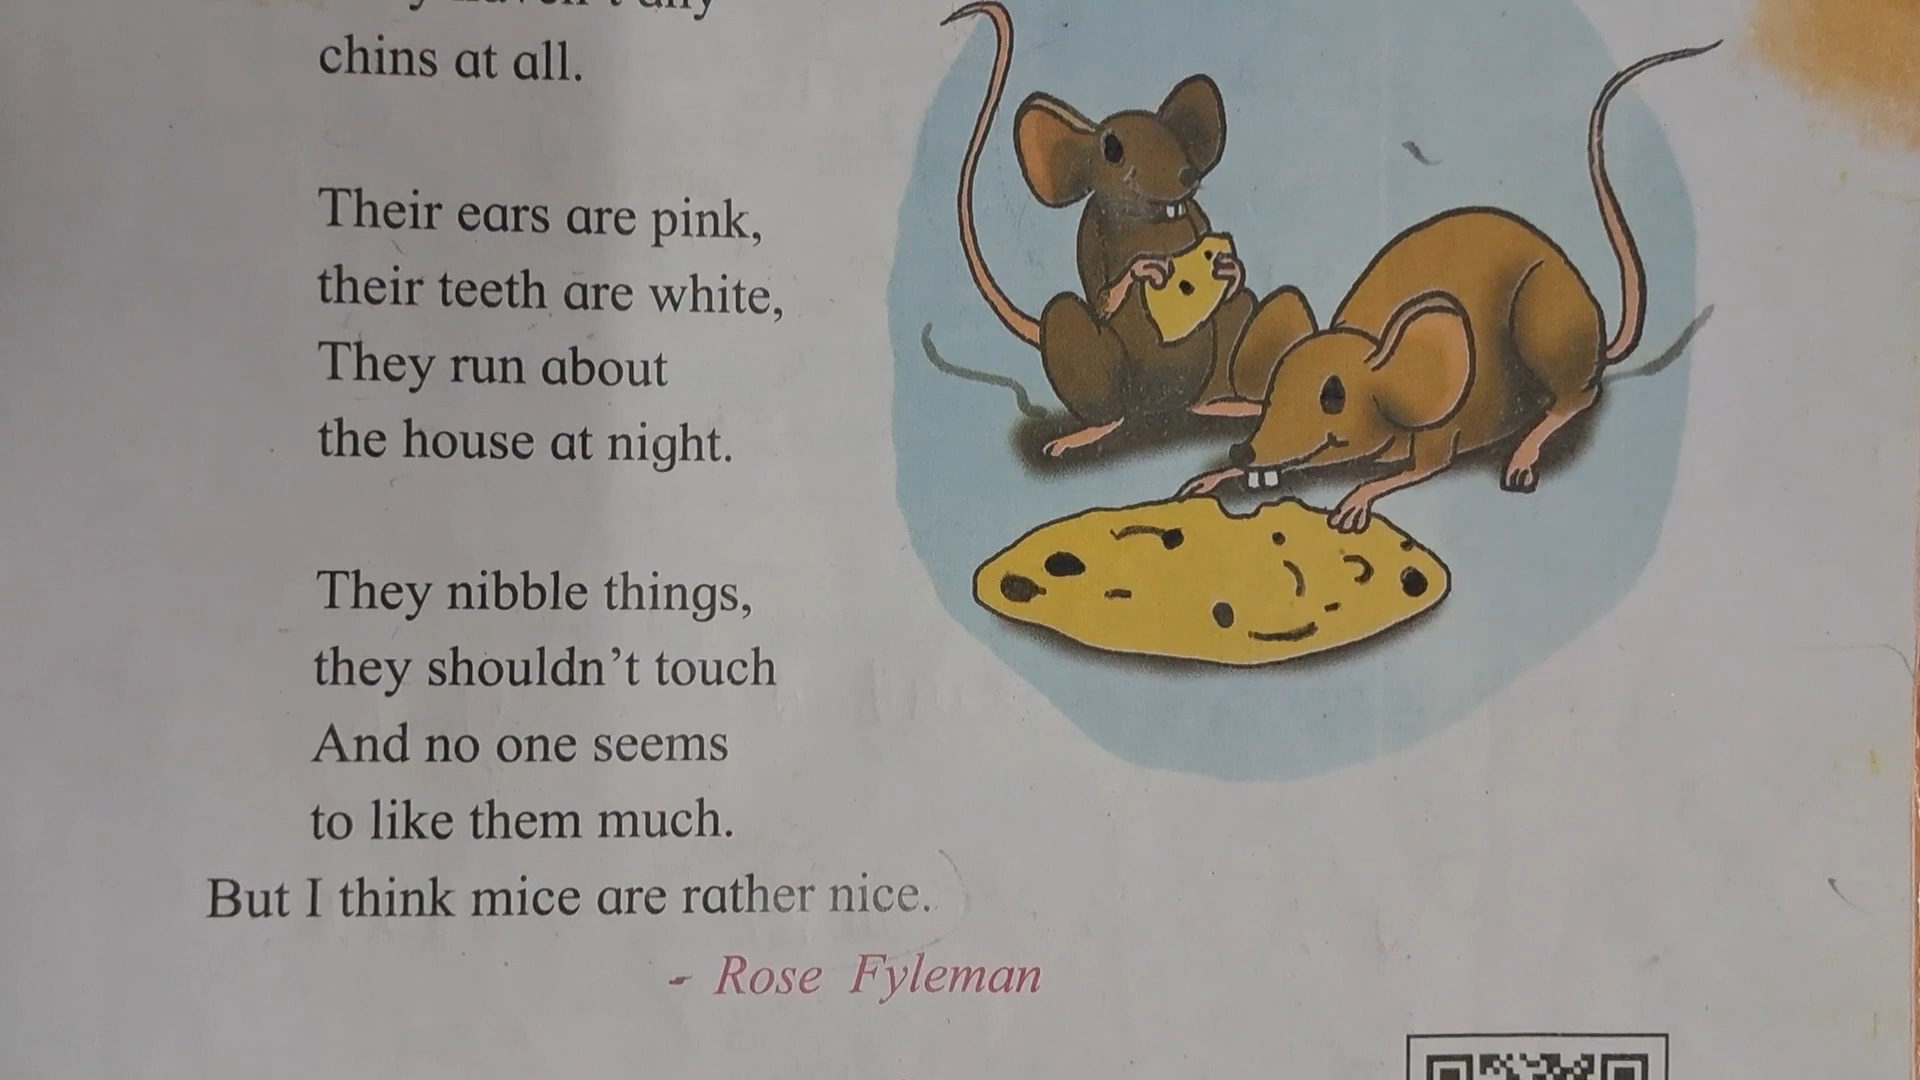 chins at all.
Their ears are pink,
their teeth are white,
They run about
the house at night.
They nibble things,
they shouldn't touch
And no one seems
to like them much.
But I think mice are rather nice.
- Rose Fyleman